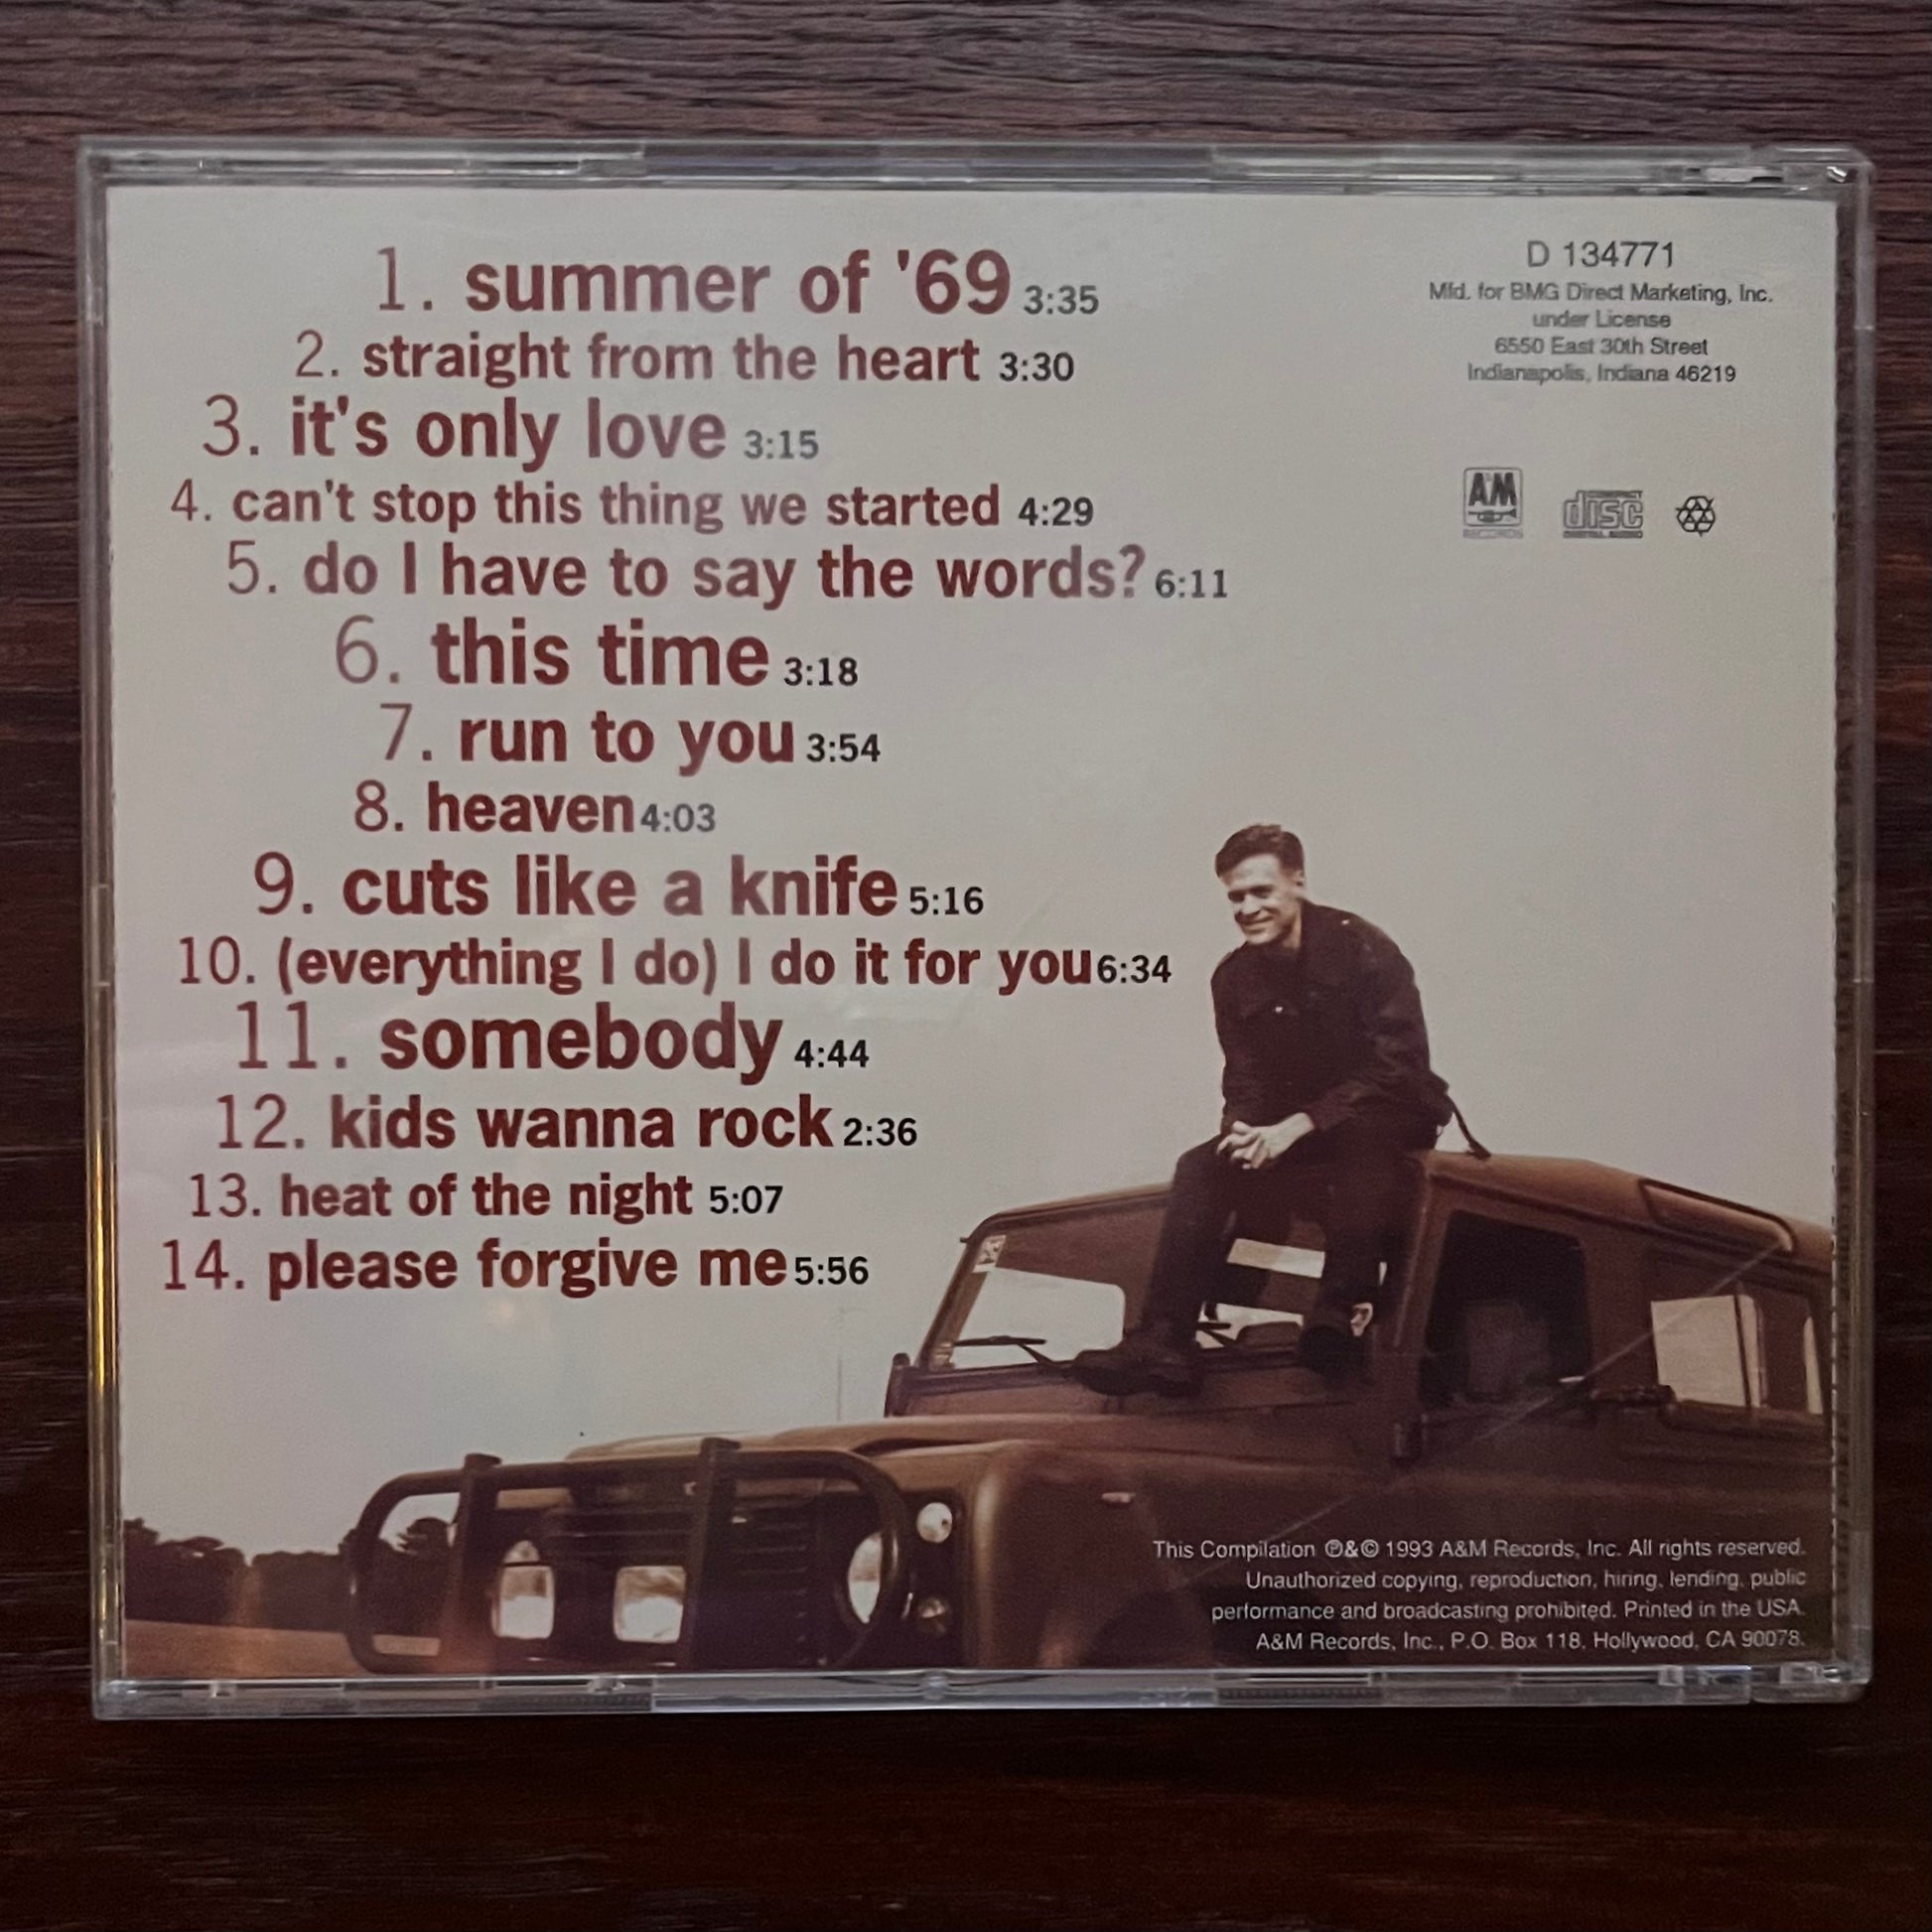 1. summer of '69 3:35
2. straight from the heart 3:30
3. it's only love 3:15
4. can't stop this thing we started 4:29
5. do I have to say the words? 6:11
6. this time 3:18
7. run to you 3:54
8. heaven 4:03
9. cuts like a knife 5:16
10. (everything I do) I do it for you 6:34
11. somebody 4:44
12. kids wanna rock 2:36
13. heat of the night 5:07
14. please forgive me 5:56
D 134771
Mfd. for BMG Direct Marketing, Inc.
under License
6550 East 30th Street
Indianapolis, Indiana 46219
AM
RECORDS
COMPACT
disc
DIGITAL AUDIO
This Compilation ℗&© 1993 A&M Records, Inc. All rights reserved.
Unauthorized copying, reproduction, hiring, lending, public
performance and broadcasting prohibited. Printed in the USA.
A&M Records, Inc., P.O. Box 118, Hollywood, CA 90078.